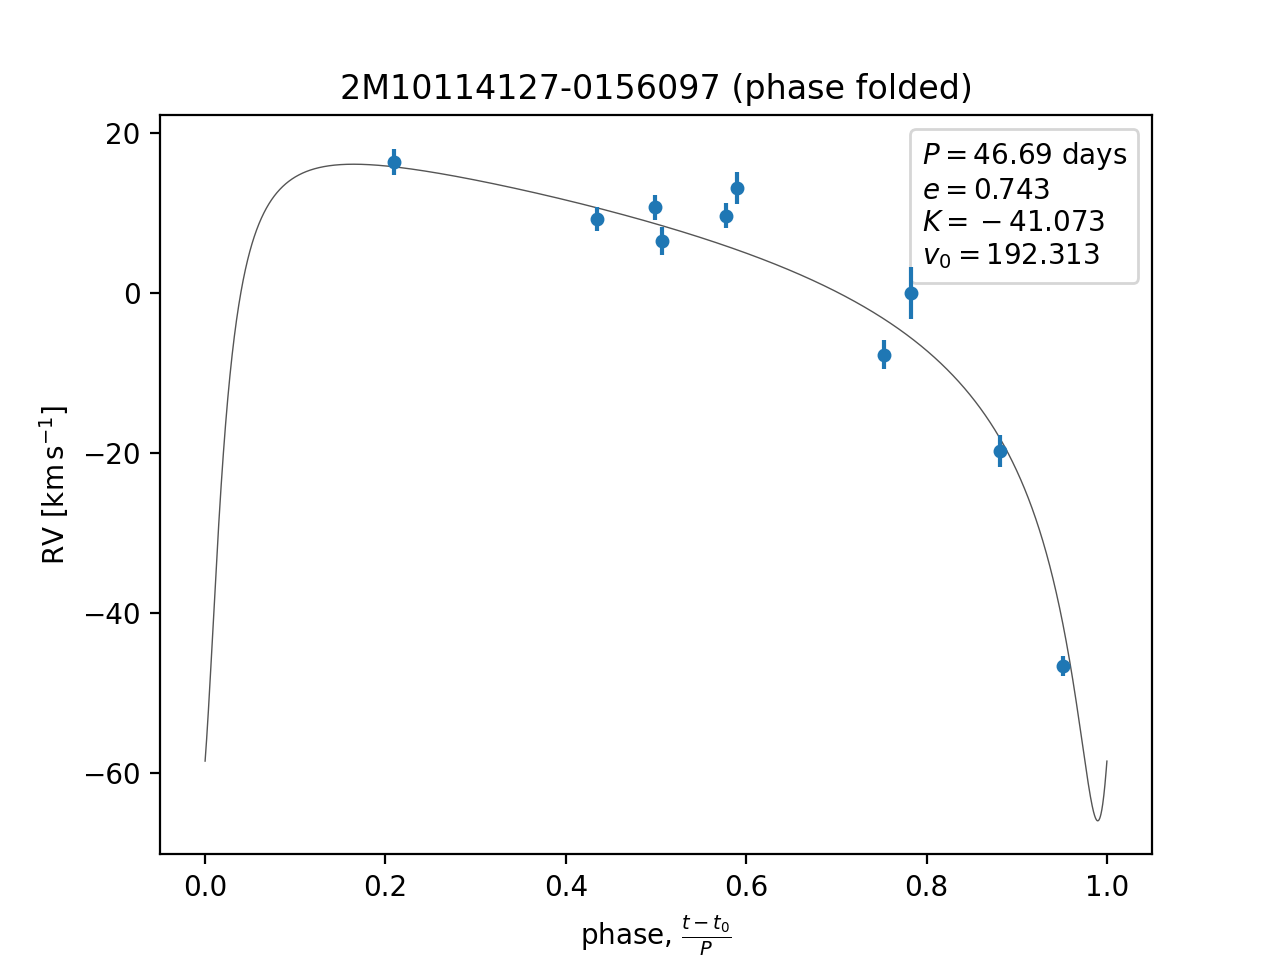 2M10114127-0156097 (phase folded)
P = 46.69 days
e = 0.743
K = −41.073
v₀ = 192.313
RV [km s⁻¹]
20
0
−20
−40
−60
0.0 0.2 0.4 0.6 0.8 1.0
phase, (t − t₀)/P